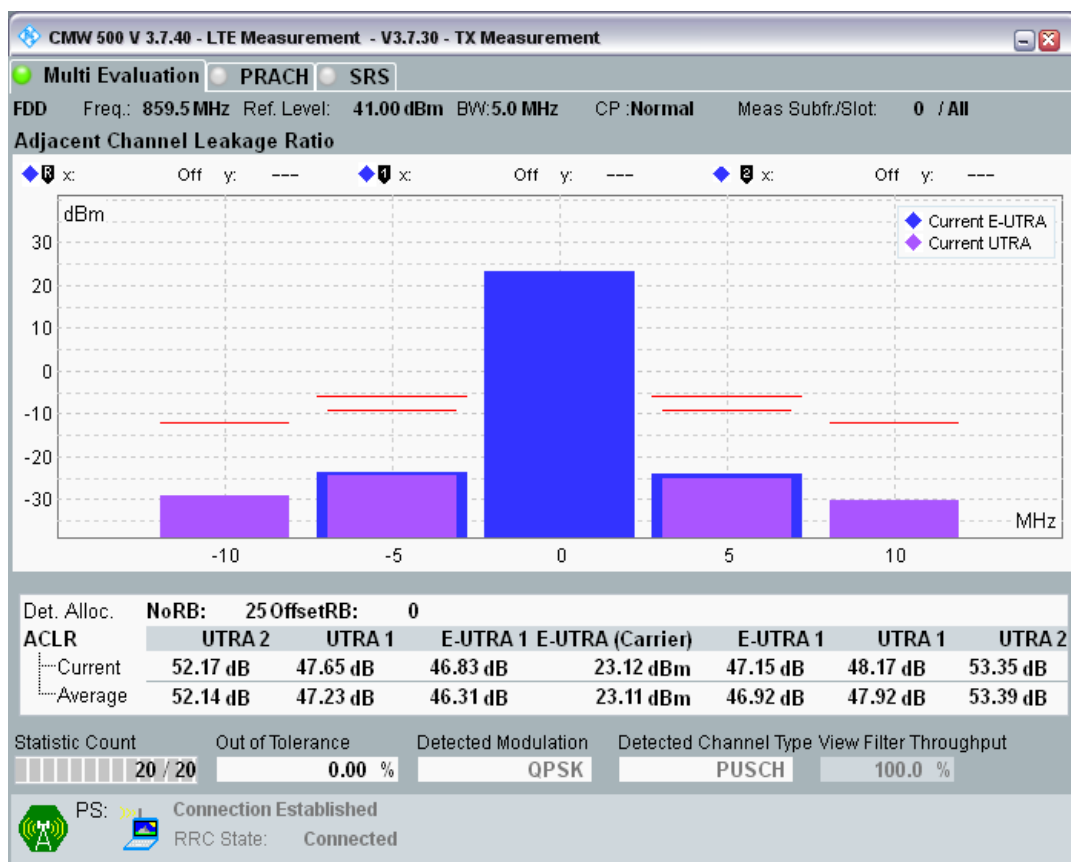 CMW 500 V 3.7.40 - LTE Measurement - V3.7.30 - TX Measurement
Multi Evaluation PRACH SRS
FDD Freq.: 859.5 MHz Ref. Level: 41.00 dBm BW:5.0 MHz CP :Normal Meas Subfr./Slot: 0 / All
Adjacent Channel Leakage Ratio
R x: Off y: --- 1 x: Off y: --- 2 x: Off y: ---
dBm
Current E-UTRA
Current UTRA
30
20
10
0
-10
-20
-30
MHz
-10 -5 0 5 10
Det. Alloc. NoRB: 25 OffsetRB: 0
ACLR UTRA 2 UTRA 1 E-UTRA 1 E-UTRA (Carrier) E-UTRA 1 UTRA 1 UTRA 2
Current 52.17 dB 47.65 dB 46.83 dB 23.12 dBm 47.15 dB 48.17 dB 53.35 dB
Average 52.14 dB 47.23 dB 46.31 dB 23.11 dBm 46.92 dB 47.92 dB 53.39 dB
Statistic Count Out of Tolerance Detected Modulation Detected Channel Type View Filter Throughput
20 / 20 0.00 % QPSK PUSCH 100.0 %
PS: Connection Established
RRC State: Connected